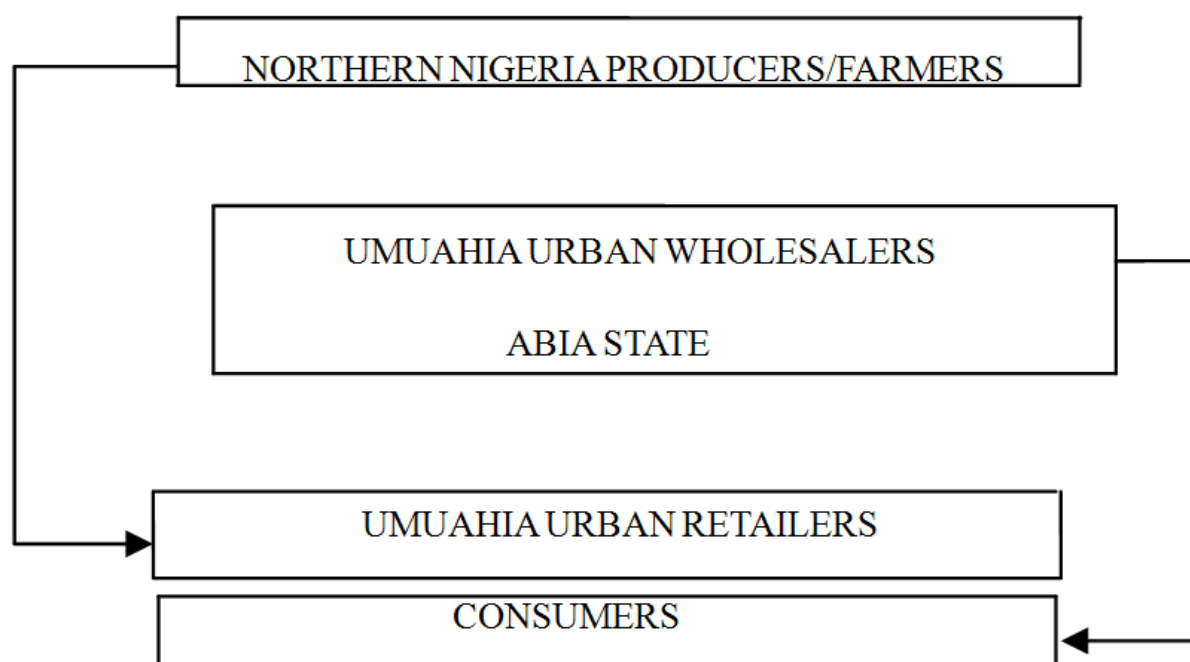 NORTHERN NIGERIA PRODUCERS/FARMERS
UMUAHIA URBAN WHOLESALERS
ABIA STATE
UMUAHIA URBAN RETAILERS
CONSUMERS